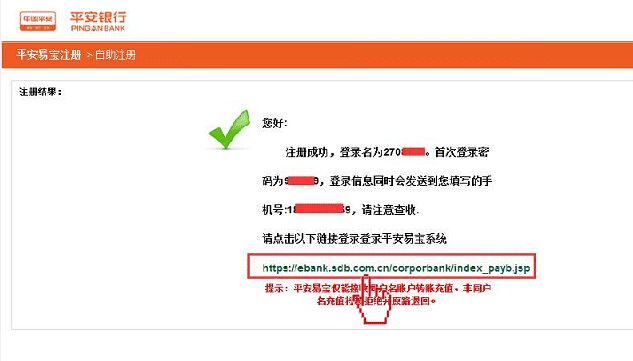 中国平安
平安银行
PING AN BANK
平安易宝注册 > 自助注册
注册结果：
您好：
注册成功，登录名为270 。首次登录密
码为9 9，登录信息同时会发送到您填写的手
机号:18 59，请注意查收.
请点击以下链接登录登录平安易宝系统
https://ebank.sdb.com.cn/corporbank/index_payb.jsp
提示：平安易宝仅能接收同户名账户转账充值，非同户
名充值将 拒绝并原路退回。